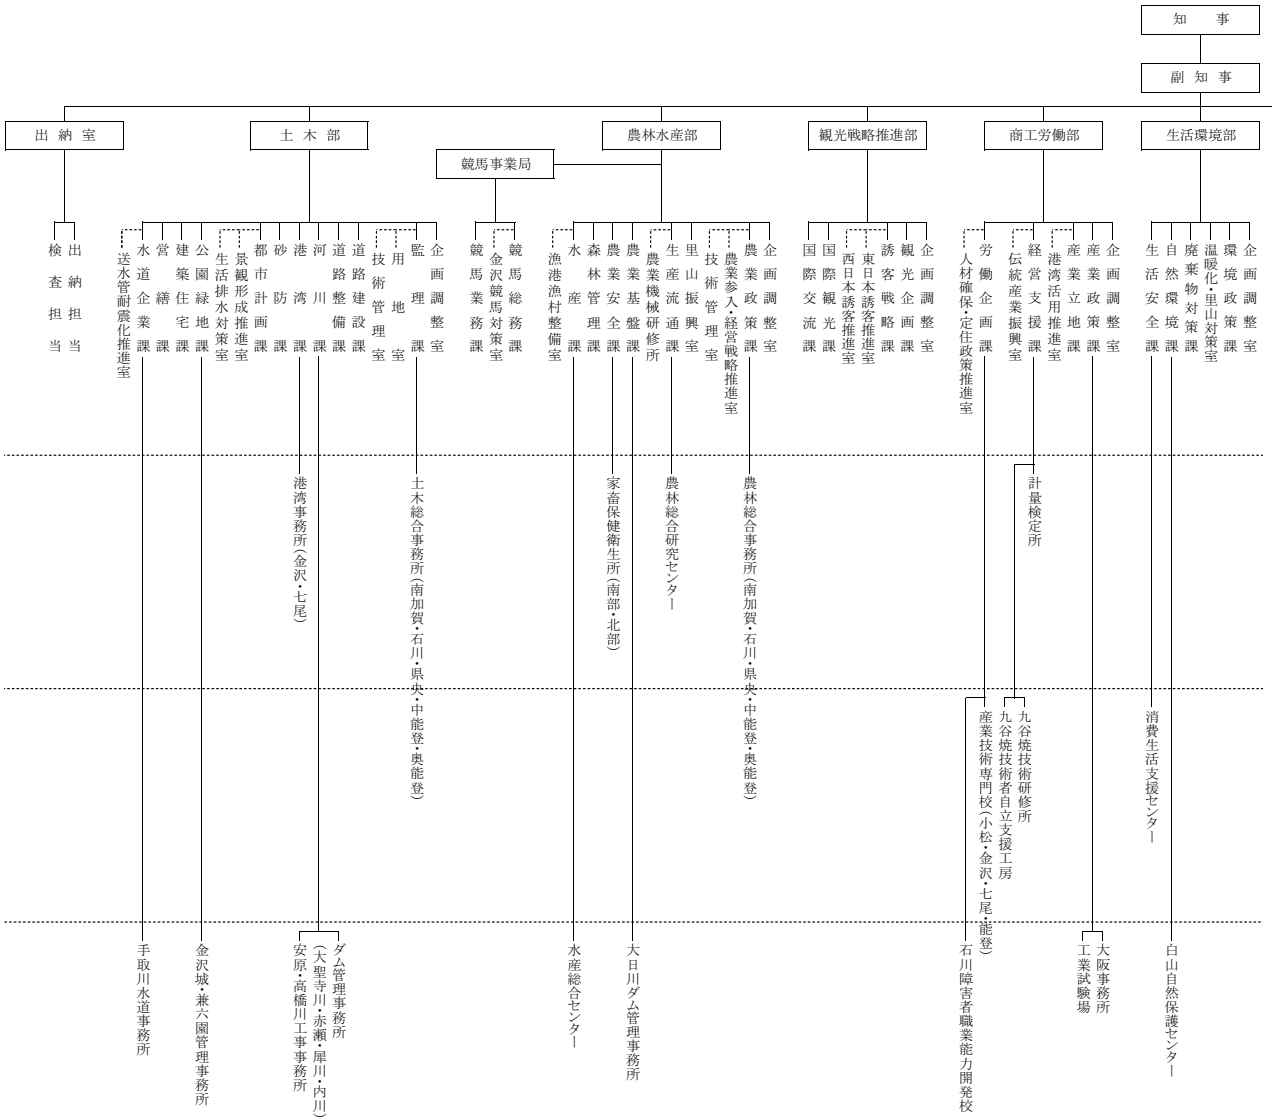 知事
副知事
生活環境部
商工労働部
観光戦略推進部
農林水産部
競馬事業局
土木部
出納室
企画調整室
環境政策課
温暖化・里山対策室
廃棄物対策課
自然環境課
生活安全課
企画調整室
産業政策課
産業立地課
港湾活用推進室
経営支援課
伝統産業振興室
労働企画課
人材確保・定住政策推進室
企画調整室
観光企画課
誘客戦略課
東日本誘客推進室
西日本誘客推進室
国際観光課
国際交流課
企画調整室
農業政策課
農業参入・経営戦略推進室
技術管理室
里山振興室
生産流通課
農業機械研修所
農業基盤課
農業安全課
森林管理課
水産課
漁港漁村整備室
競馬総務課
金沢競馬対策室
競馬業務課
企画調整室
監理課
用地室
技術管理室
道路建設課
道路整備課
河川課
港湾課
砂防課
都市計画課
景観形成推進室
生活排水対策室
公園緑地課
建築住宅課
営繕課
水道企業課
送水管耐震化推進室
出納担当
検査担当
計量検定所
農林総合事務所(南加賀・石川・県央・中能登・奥能登)
農林総合研究センター
家畜保健衛生所(南部・北部)
土木総合事務所(南加賀・石川・県央・中能登・奥能登)
港湾事務所(金沢・七尾)
消費生活支援センター
九谷焼技術研修所
九谷焼技術者自立支援工房
産業技術専門校(小松・金沢・七尾・能登)
白山自然保護センター
大阪事務所
工業試験場
石川障害者職業能力開発校
大日川ダム管理事務所
水産総合センター
ダム管理事務所
(大聖寺川・赤瀬・犀川・内川)
安原・高橋川工事事務所
金沢城・兼六園管理事務所
手取川水道事務所